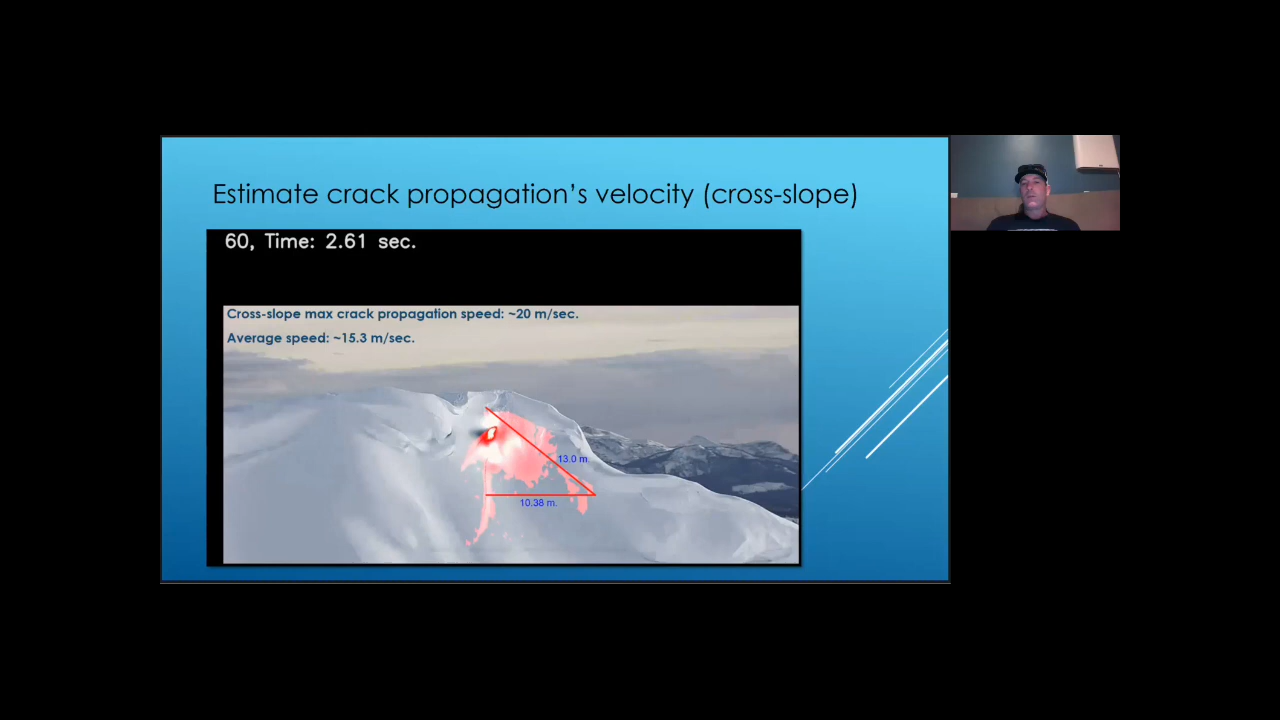 Estimate crack propagation's velocity (cross-slope)
60, Time: 2.61 sec.
Cross-slope max crack propagation speed: ~20 m/sec.
Average speed: ~15.3 m/sec.
13.0 m.
10.38 m.